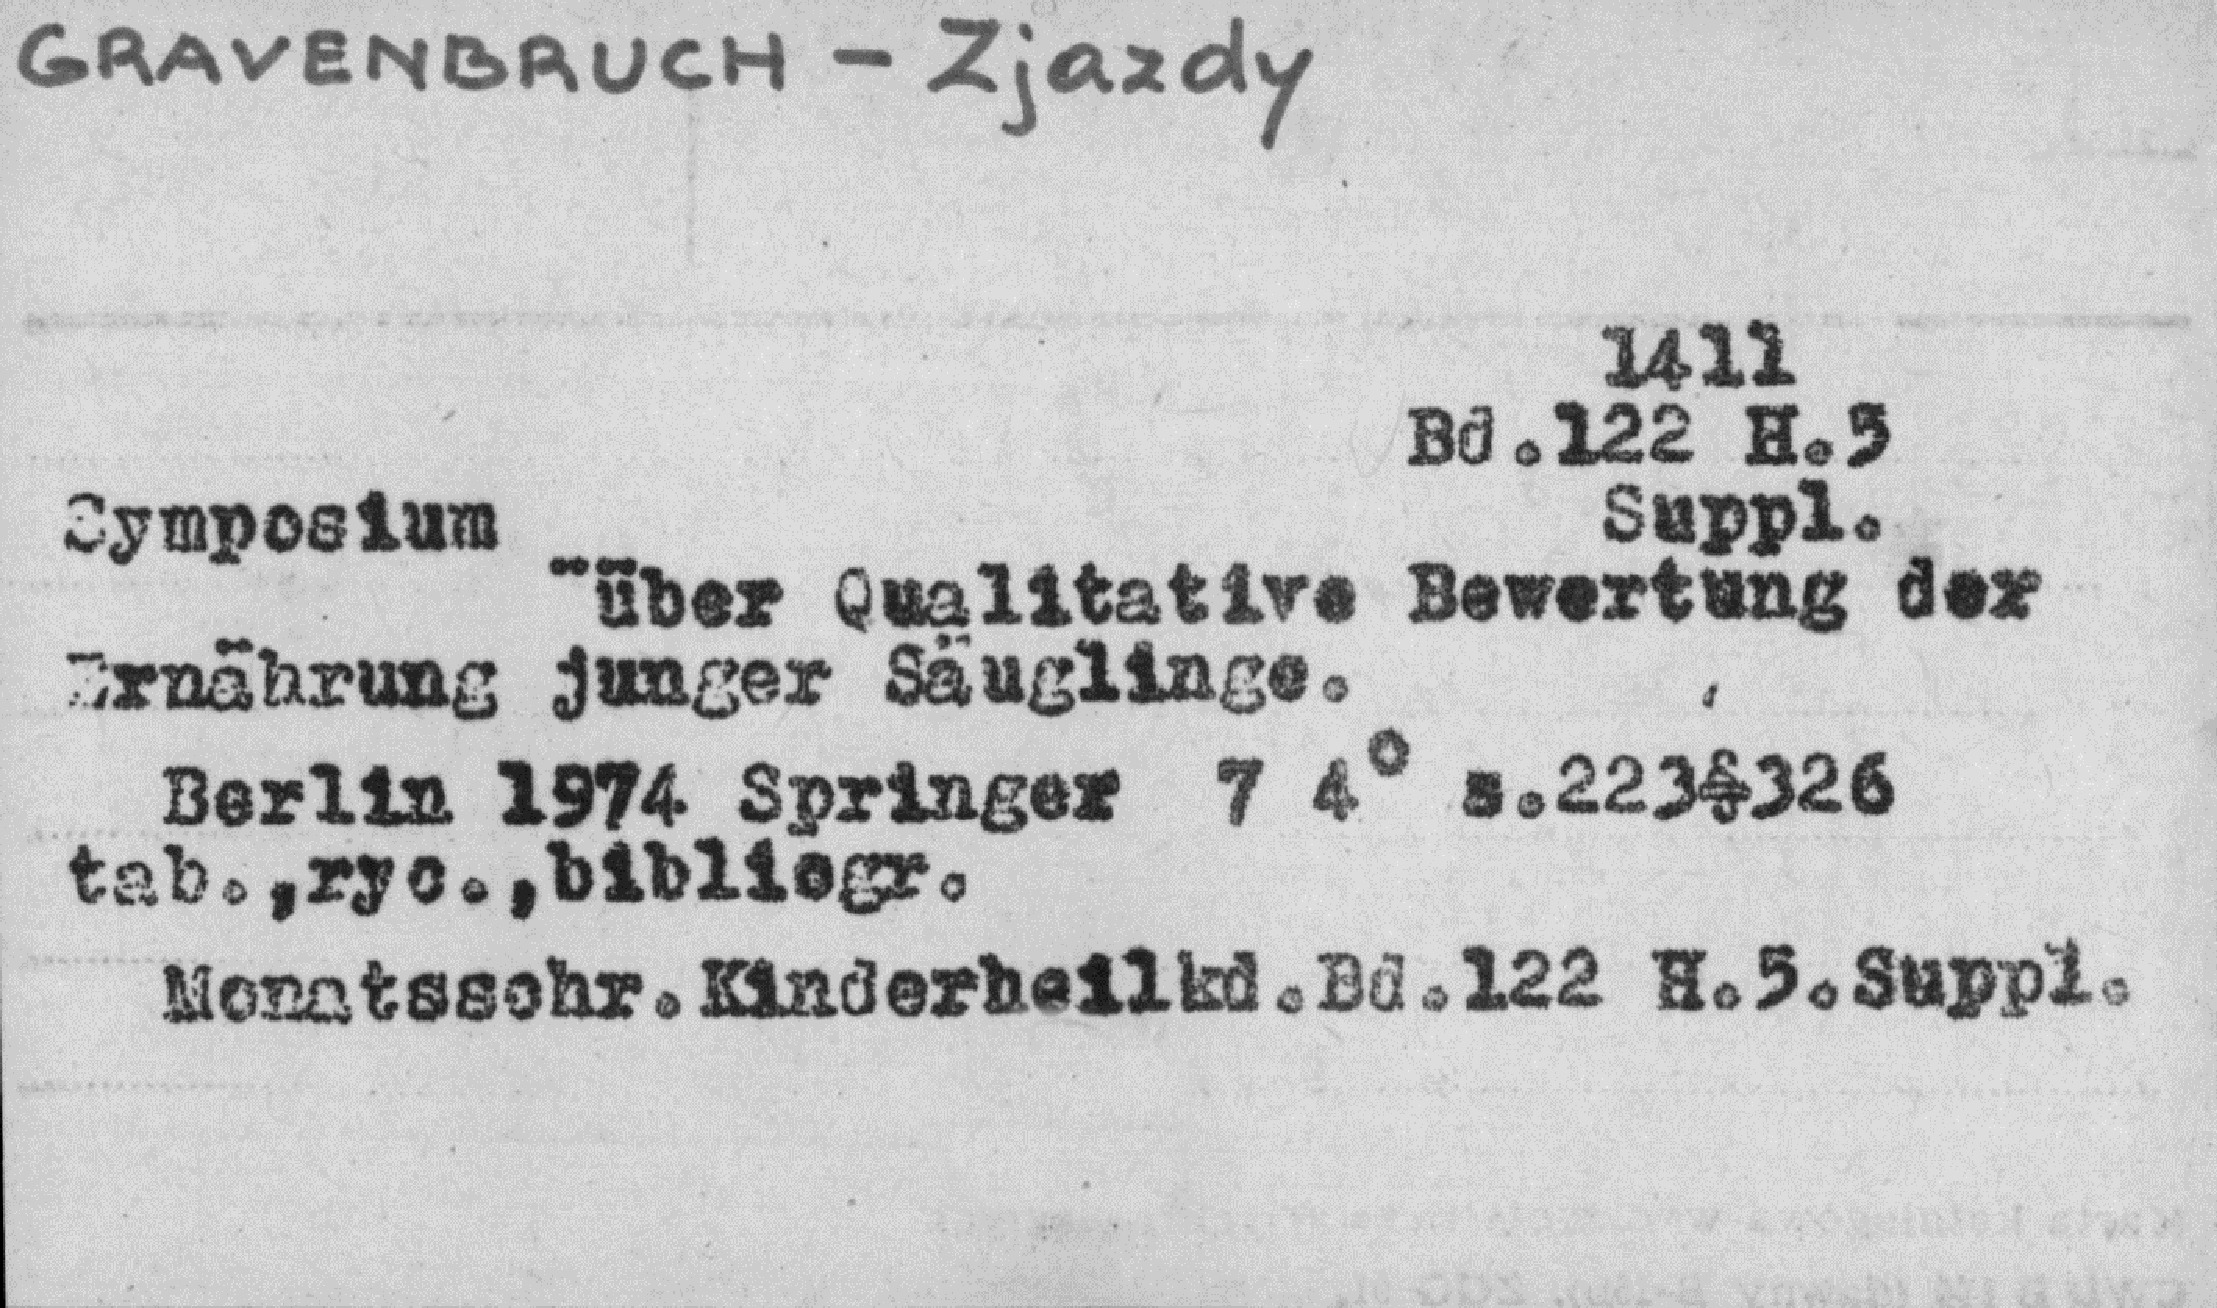 GRAVENBRUCH - Zjazdy
1411
Bd.122 H.5
Suppl.
Symposium
über Qualitative Bewertung der
Ernährung junger Säuglinge.
Berlin 1974 Springer 7 4° s.223÷326
tab.,ryc.,bibliogr.
Monatsschr.Kinderheilkd.Bd.122 H.5.Suppl.